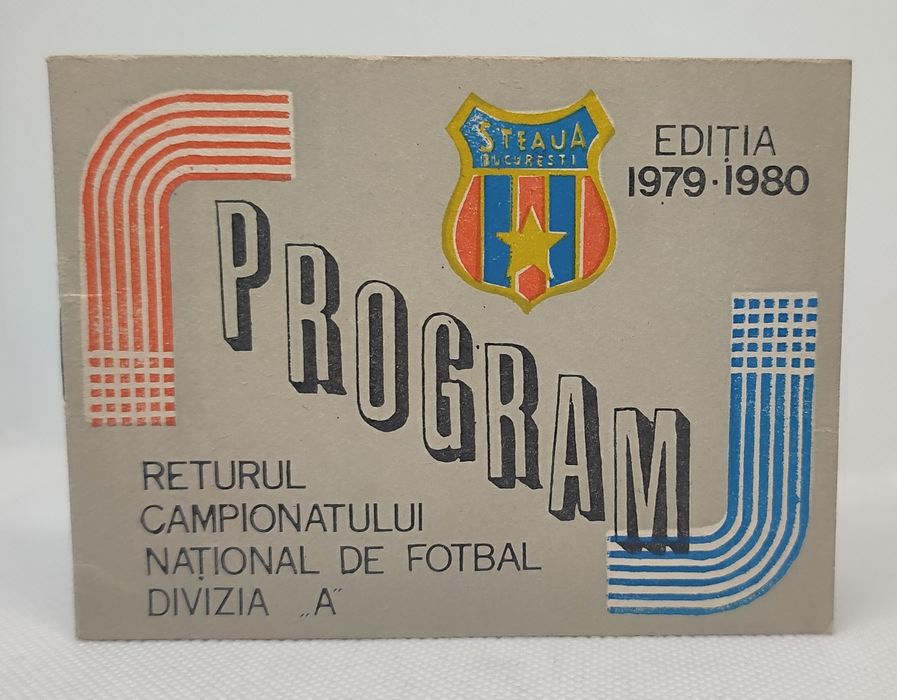 STEAUA
BUCUREȘTI
EDIȚIA
1979·1980
PROGRAM
RETURUL
CAMPIONATULUI
NAȚIONAL DE FOTBAL
DIVIZIA „A”